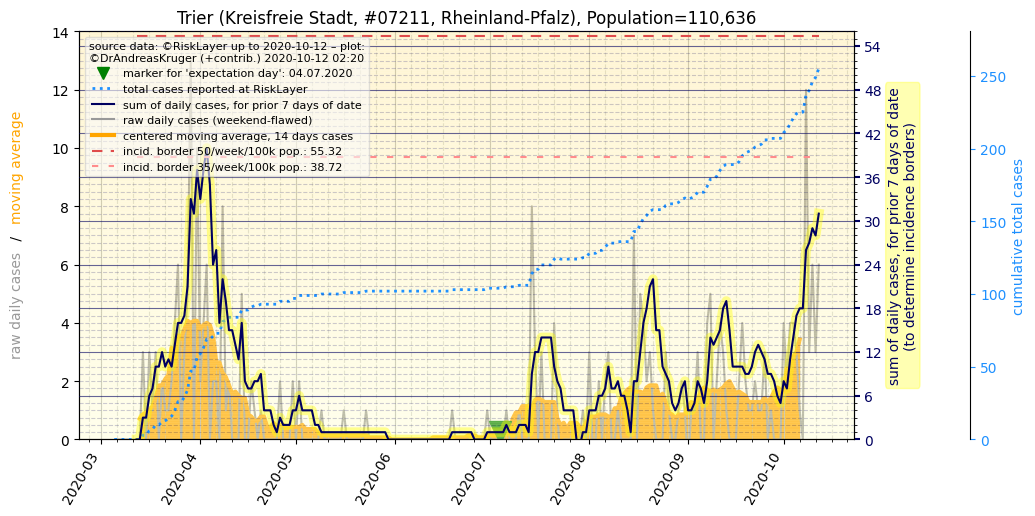 Trier (Kreisfreie Stadt, #07211, Rheinland-Pfalz), Population=110,636
source data: ©RiskLayer up to 2020-10-12 – plot:
©DrAndreasKruger (+contrib.) 2020-10-12 02:20
marker for 'expectation day': 04.07.2020
total cases reported at RiskLayer
sum of daily cases, for prior 7 days of date
raw daily cases (weekend-flawed)
centered moving average, 14 days cases
incid. border 50/week/100k pop.: 55.32
incid. border 35/week/100k pop.: 38.72
raw daily cases / moving average
14
12
10
8
6
4
2
0
54
48
42
36
30
24
18
12
6
0
sum of daily cases, for prior 7 days of date
(to determine incidence borders)
250
200
150
100
50
0
cumulative total cases
2020-03
2020-04
2020-05
2020-06
2020-07
2020-08
2020-09
2020-10